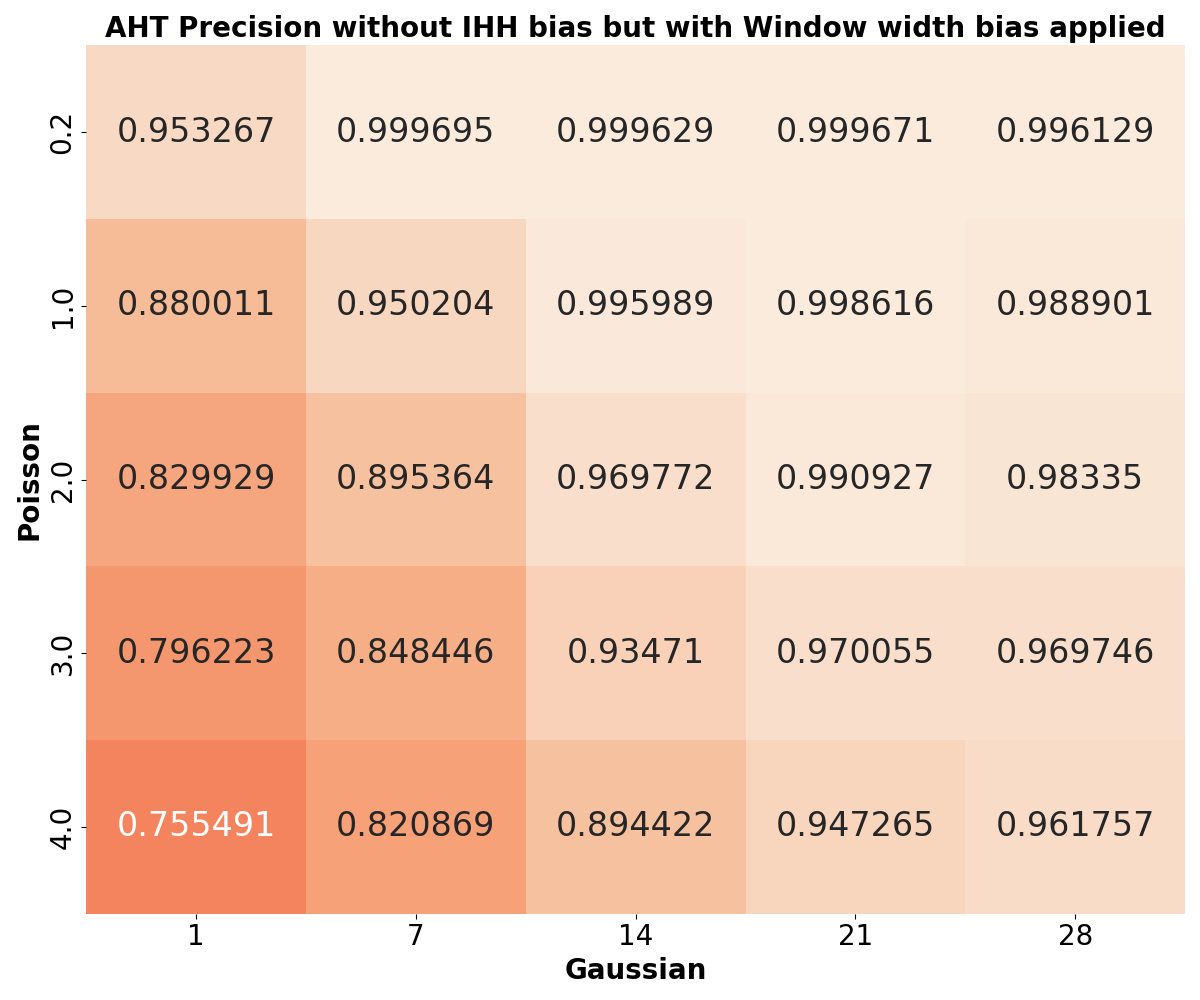 AHT Precision without IHH bias but with Window width bias applied
Poisson
0.2 0.953267 0.999695 0.999629 0.999671 0.996129
1.0 0.880011 0.950204 0.995989 0.998616 0.988901
2.0 0.829929 0.895364 0.969772 0.990927 0.98335
3.0 0.796223 0.848446 0.93471 0.970055 0.969746
4.0 0.755491 0.820869 0.894422 0.947265 0.961757
1 7 14 21 28
Gaussian